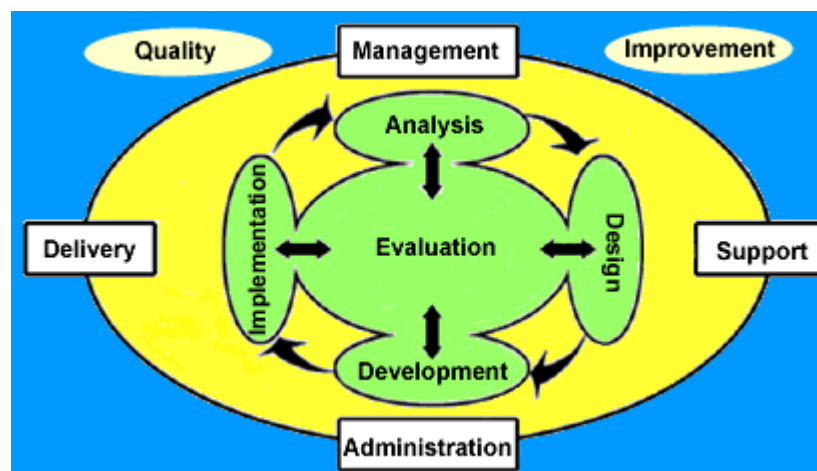 Quality
Management
Improvement
Analysis
Implementation
Design
Delivery
Evaluation
Support
Development
Administration